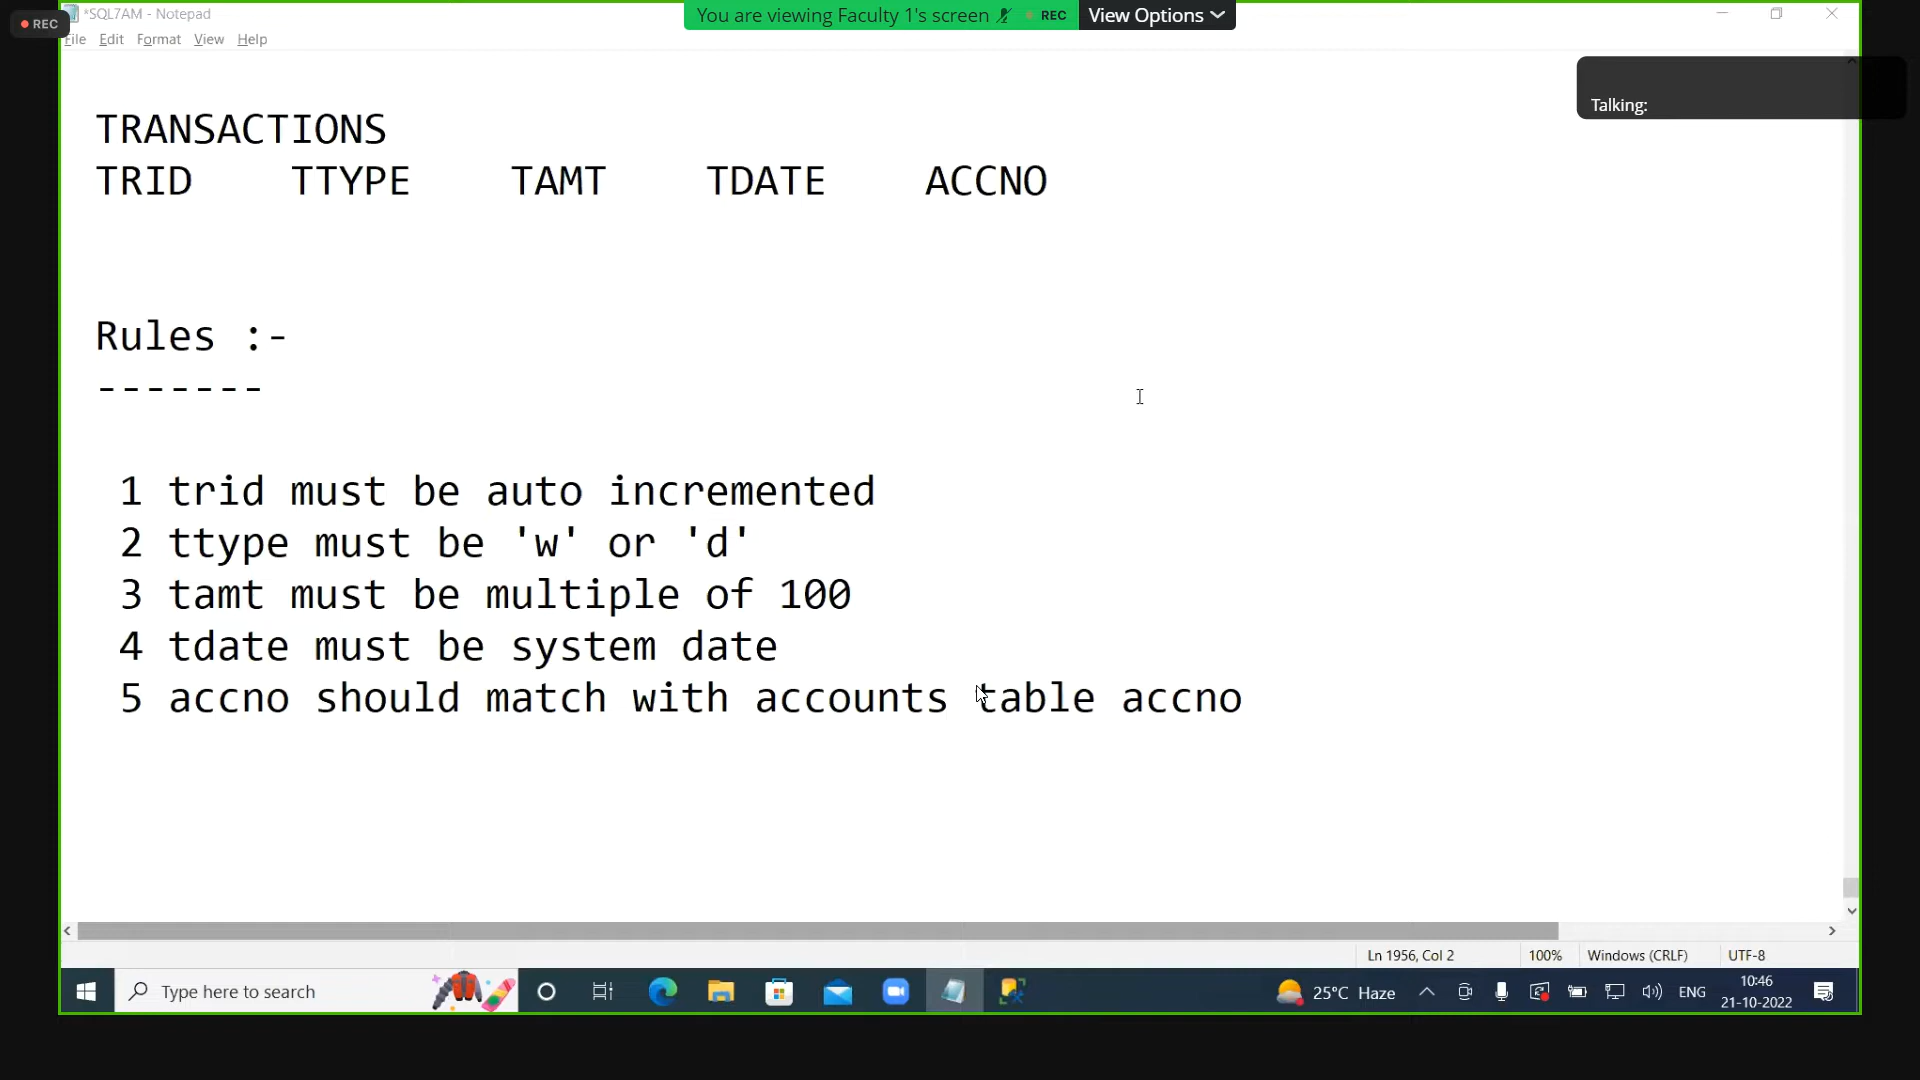 REC
*SQL7AM - Notepad
You are viewing Faculty 1's screen REC View Options
File Edit Format View Help
Talking:
TRANSACTIONS
TRID TTYPE TAMT TDATE ACCNO
Rules :-
-------
1 trid must be auto incremented
2 ttype must be 'w' or 'd'
3 tamt must be multiple of 100
4 tdate must be system date
5 accno should match with accounts table accno
Ln 1956, Col 2 100% Windows (CRLF) UTF-8
Type here to search
25°C Haze ENG
10:46
21-10-2022